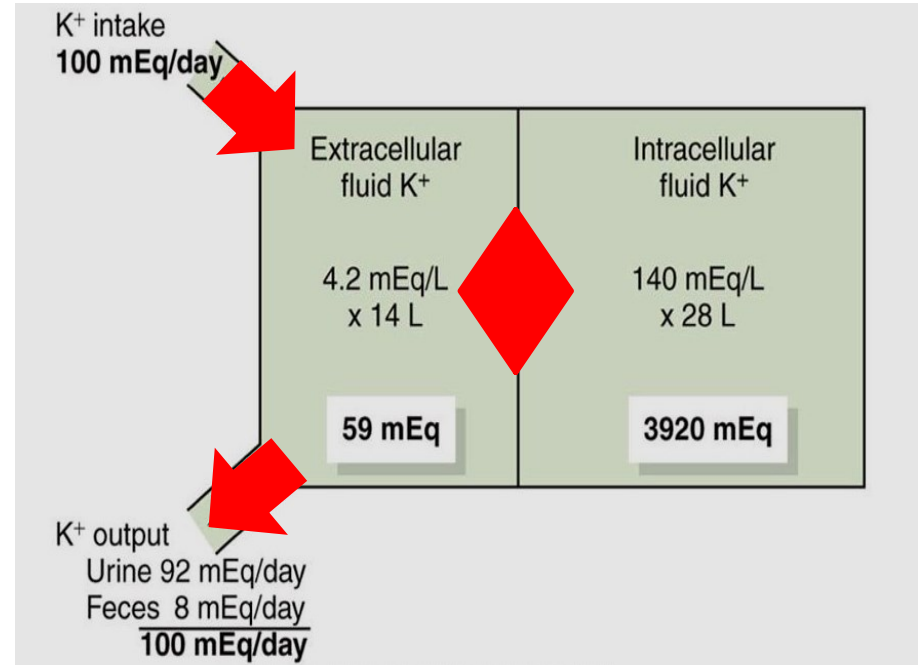 K+ intake
100 mEq/day
Extracellular
fluid K+
4.2 mEq/L
x 14 L
59 mEq
Intracellular
fluid K+
140 mEq/L
x 28 L
3920 mEq
K+ output
Urine 92 mEq/day
Feces 8 mEq/day
100 mEq/day